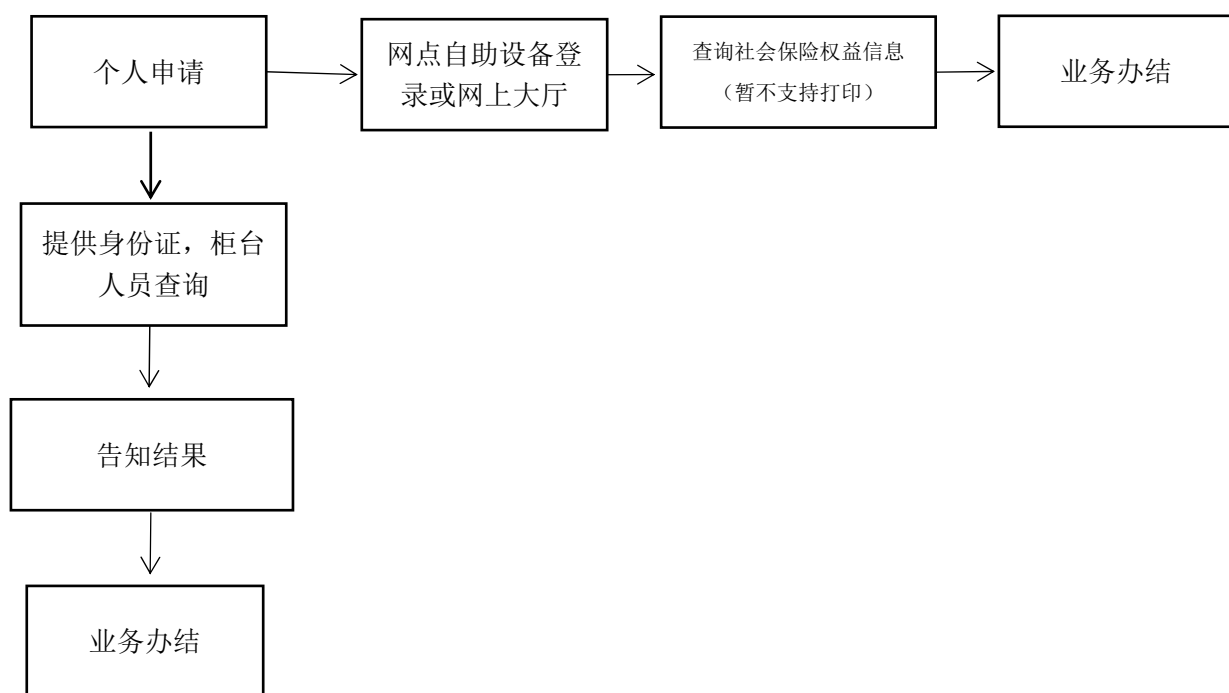 个人申请
网点自助设备登
录或网上大厅
查询社会保险权益信息
（暂不支持打印）
业务办结
提供身份证，柜台
人员查询
告知结果
业务办结